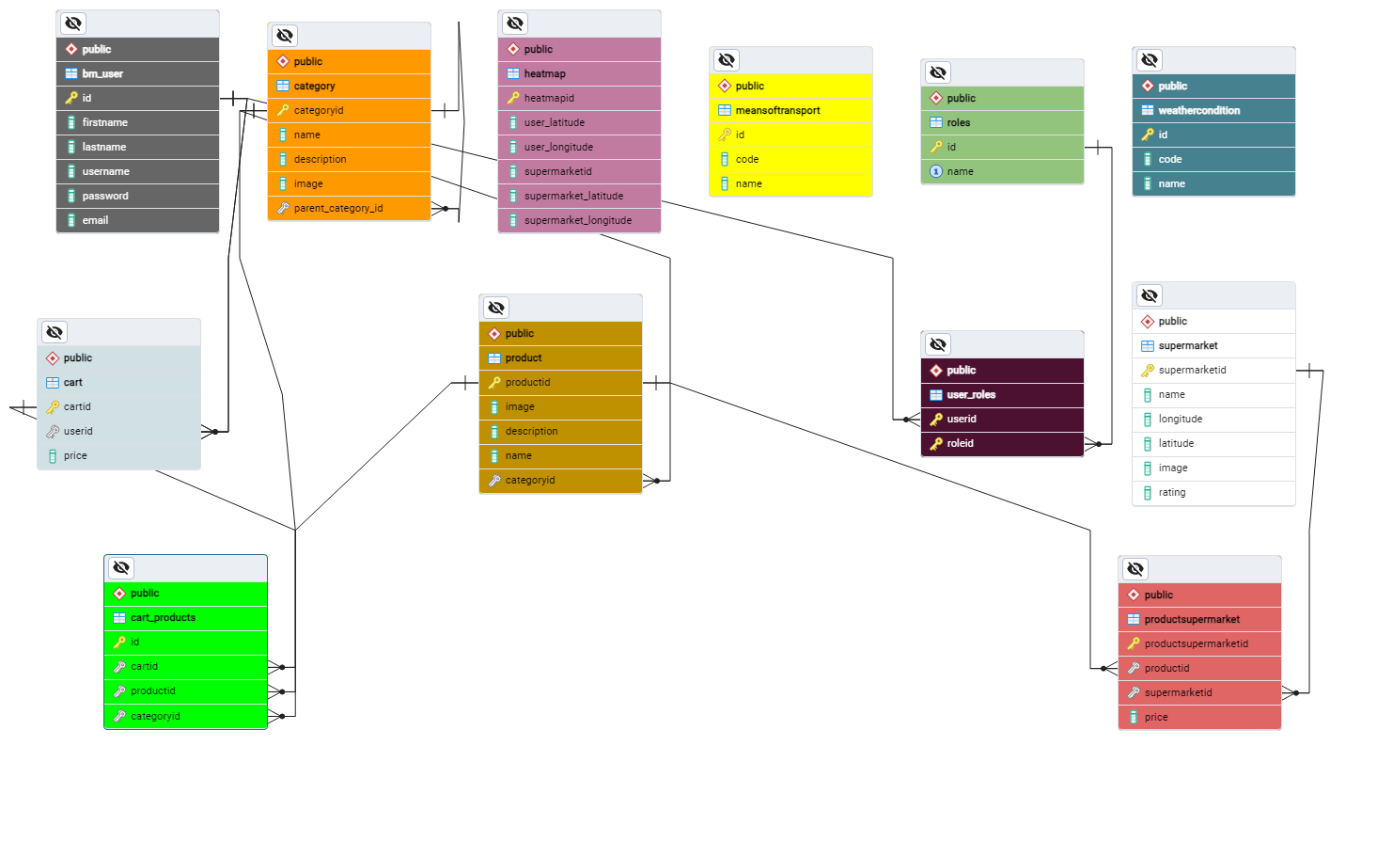 public
bm_user
id
firstname
lastname
username
password
email
public
category
categoryid
name
description
image
parent_category_id
public
heatmap
heatmapid
user_latitude
user_longitude
supermarketid
supermarket_latitude
supermarket_longitude
public
meansoftransport
id
code
name
public
roles
id
1 name
public
weathercondition
id
code
name
public
cart
cartid
userid
price
public
product
productid
image
description
name
categoryid
public
user_roles
userid
roleid
public
supermarket
supermarketid
name
longitude
latitude
image
rating
public
cart_products
id
cartid
productid
categoryid
public
productsupermarket
productsupermarketid
productid
supermarketid
price